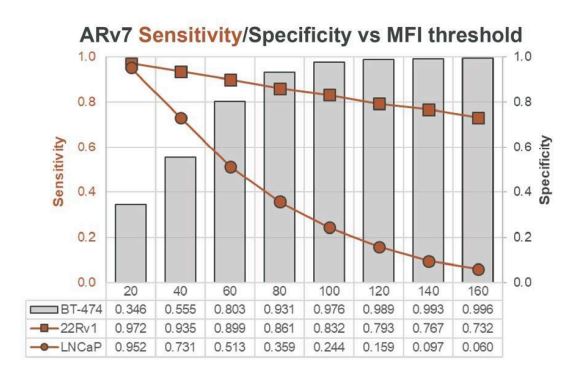 ARv7 Sensitivity/Specificity vs MFI threshold
1.0 1.0
0.8 0.8
0.6 0.6
0.4 0.4
0.2 0.2
0.0 0.0
Sensitivity
Specificity
20 40 60 80 100 120 140 160
BT-474 0.346 0.555 0.803 0.931 0.976 0.989 0.993 0.996
22Rv1 0.972 0.935 0.899 0.861 0.832 0.793 0.767 0.732
LNCaP 0.952 0.731 0.513 0.359 0.244 0.159 0.097 0.060